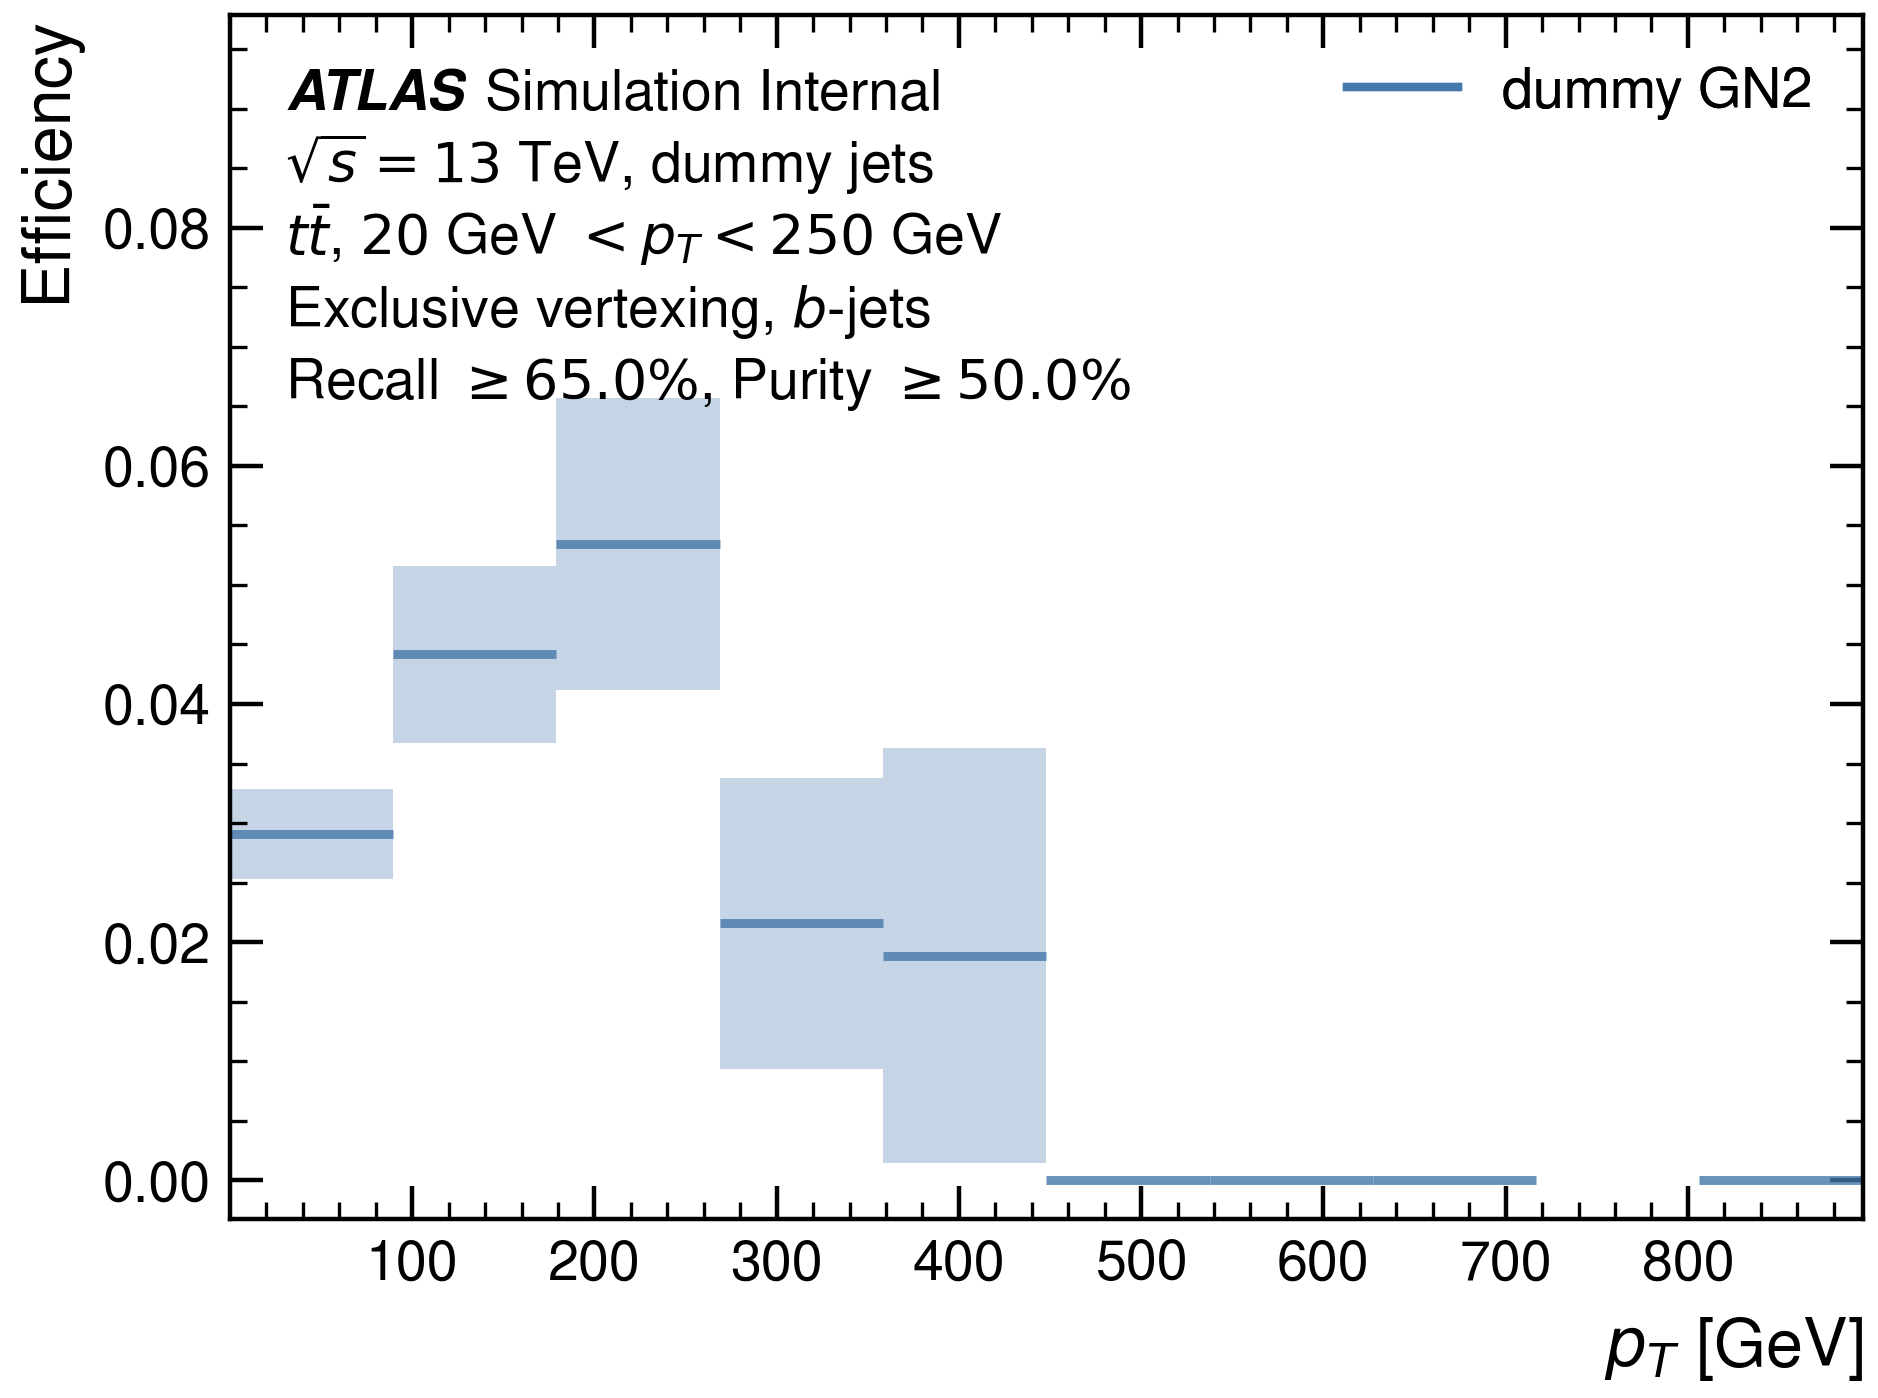 Efficiency
ATLAS Simulation Internal
√s = 13 TeV, dummy jets
tt̄, 20 GeV < p_T < 250 GeV
Exclusive vertexing, b-jets
Recall ≥ 65.0%, Purity ≥ 50.0%
dummy GN2
0.08
0.06
0.04
0.02
0.00
100 200 300 400 500 600 700 800
p_T [GeV]